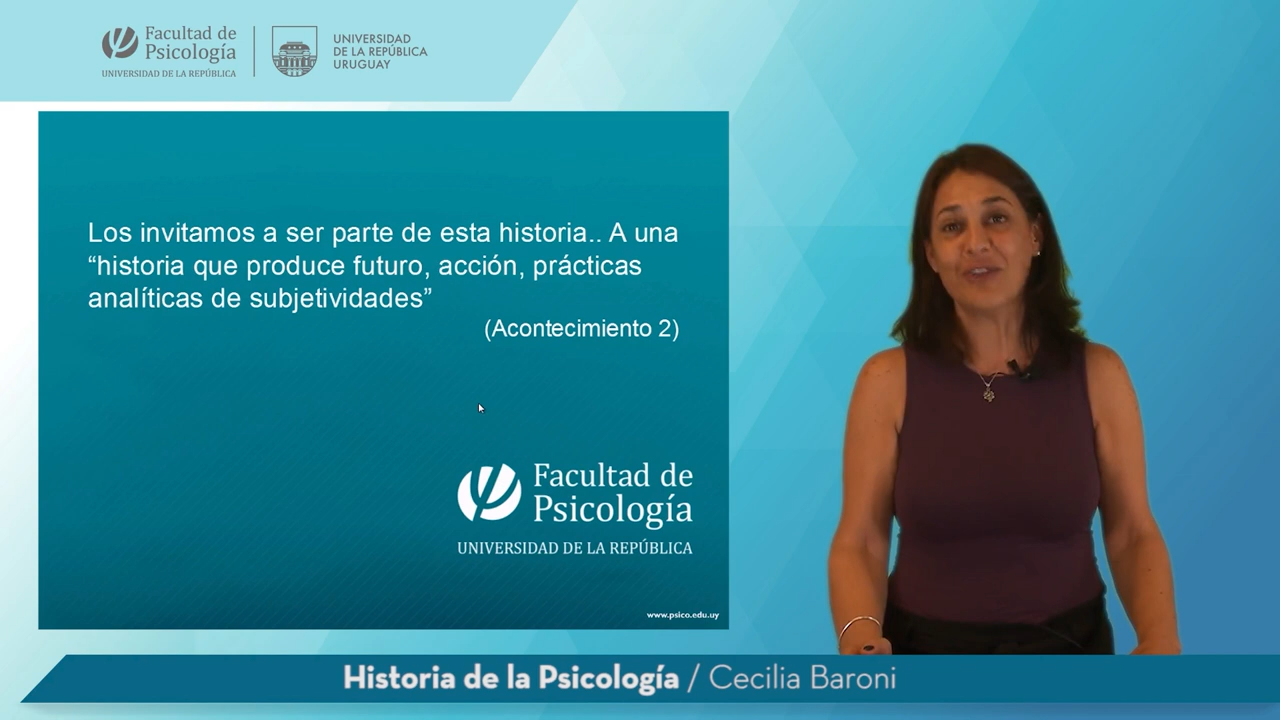 Facultad de
Psicología
UNIVERSIDAD DE LA REPÚBLICA
UNIVERSIDAD
DE LA REPÚBLICA
URUGUAY
Los invitamos a ser parte de esta historia.. A una
“historia que produce futuro, acción, prácticas
analíticas de subjetividades”
(Acontecimiento 2)
Facultad de
Psicología
UNIVERSIDAD DE LA REPÚBLICA
www.psico.edu.uy
Historia de la Psicología / Cecilia Baroni